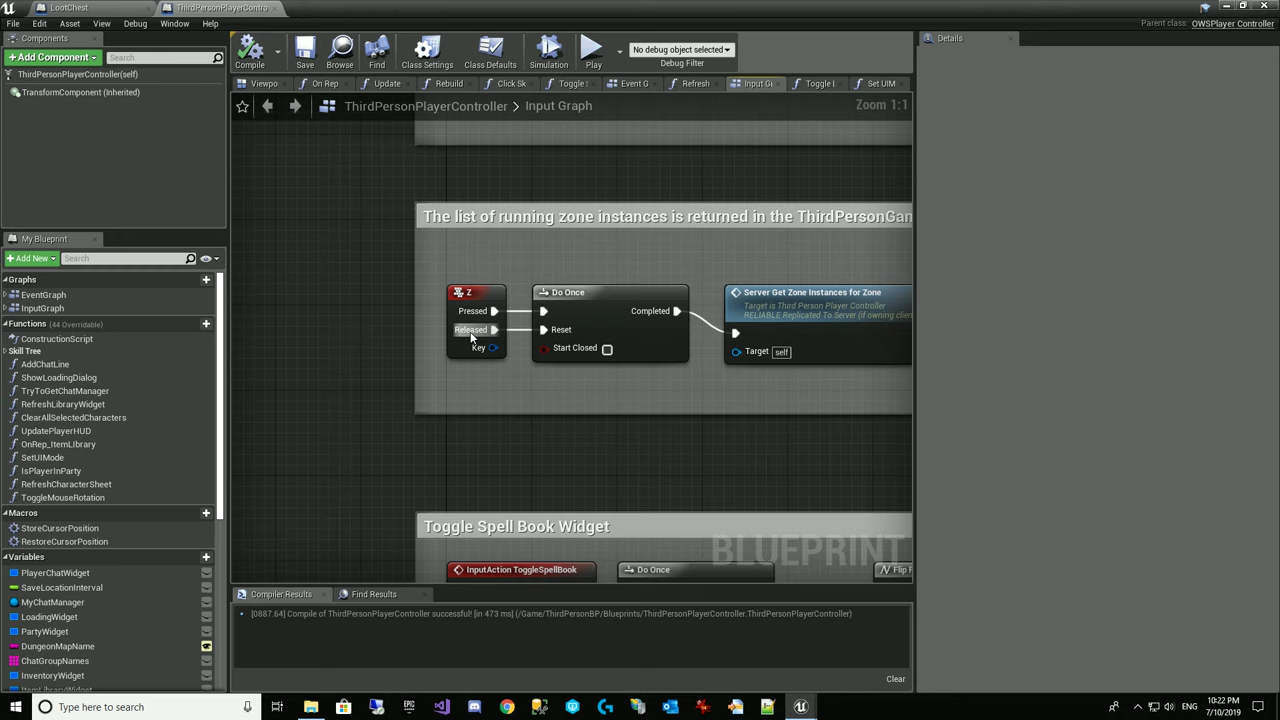 LootChest
ThirdPersonPlayerContro
File Edit Asset View Debug Window Help
Parent class: OWSPlayer Controller
Components
Details
+Add Component
Search
ThirdPersonPlayerController(self)
TransformComponent (Inherited)
Compile
Save
Browse
Find
Class Settings
Class Defaults
Simulation
Play
No debug object selected
Debug Filter
Viewpo
On Rep
Update
Rebuild
Click Sk
Toggle
Event G
Refresh
Input G
Toggle I
Set UIM
ThirdPersonPlayerController > Input Graph
Zoom 1:1
The list of running zone instances is returned in the ThirdPersonGan
Z
Pressed
Released
Key
Do Once
Completed
Reset
Start Closed
Server Get Zone Instances for Zone
Target is Third Person Player Controller
RELIABLE Replicated To Server (if owning clien
Target self
Toggle Spell Book Widget
BLUEPRINT
InputAction ToggleSpellBook
Do Once
Flip F
My Blueprint
+Add New
Search
Graphs
EventGraph
InputGraph
Functions (44 Overridable)
ConstructionScript
Skill Tree
AddChatLine
ShowLoadingDialog
TryToGetChatManager
RefreshLibraryWidget
ClearAllSelectedCharacters
UpdatePlayerHUD
OnRep_ItemLIbrary
SetUIMode
IsPlayerInParty
RefreshCharacterSheet
ToggleMouseRotation
Macros
StoreCursorPosition
RestoreCursorPosition
Variables
PlayerChatWidget
SaveLocationInterval
MyChatManager
LoadingWidget
PartyWidget
DungeonMapName
ChatGroupNames
InventoryWidget
Compiler Results
Find Results
[0887.64] Compile of ThirdPersonPlayerController successful! [in 473 ms] (/Game/ThirdPersonBP/Blueprints/ThirdPersonPlayerController.ThirdPersonPlayerController)
Clear
Type here to search
10:22 PM
7/10/2019